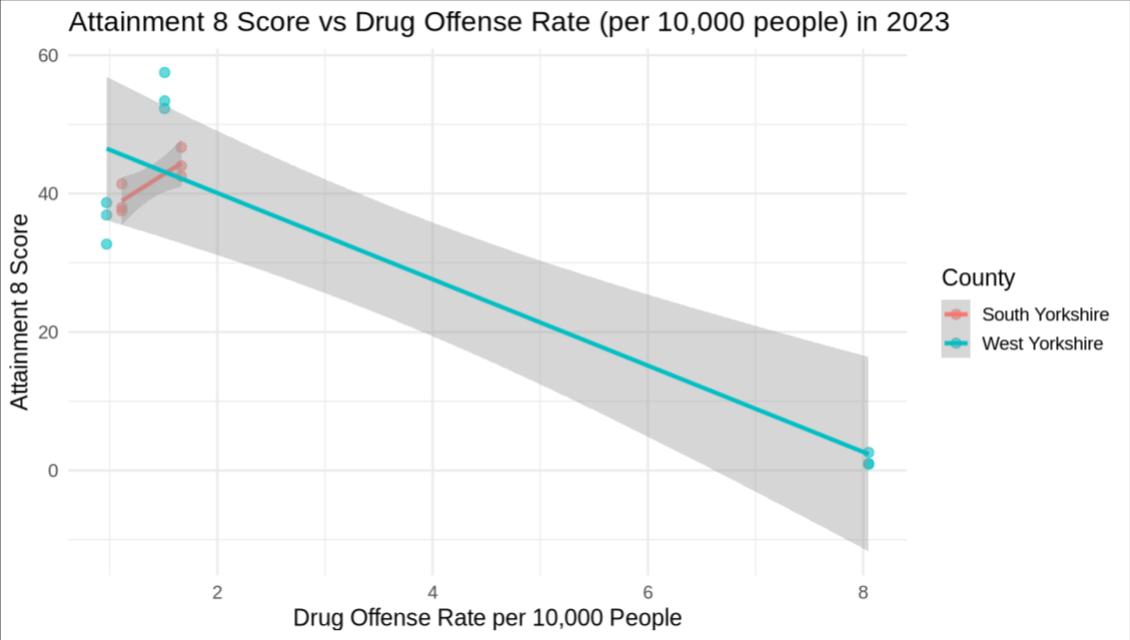 Attainment 8 Score vs Drug Offense Rate (per 10,000 people) in 2023
Attainment 8 Score
60
40
20
0
2
4
6
8
Drug Offense Rate per 10,000 People
County
South Yorkshire
West Yorkshire